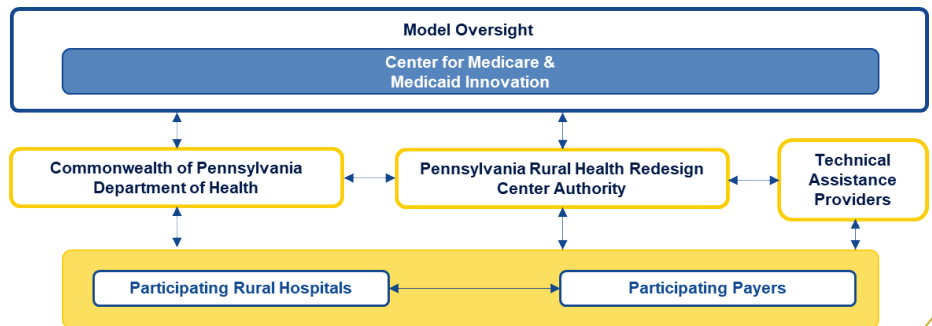 Model Oversight
Center for Medicare &
Medicaid Innovation
Commonwealth of Pennsylvania
Department of Health
Pennsylvania Rural Health Redesign
Center Authority
Technical
Assistance
Providers
Participating Rural Hospitals
Participating Payers